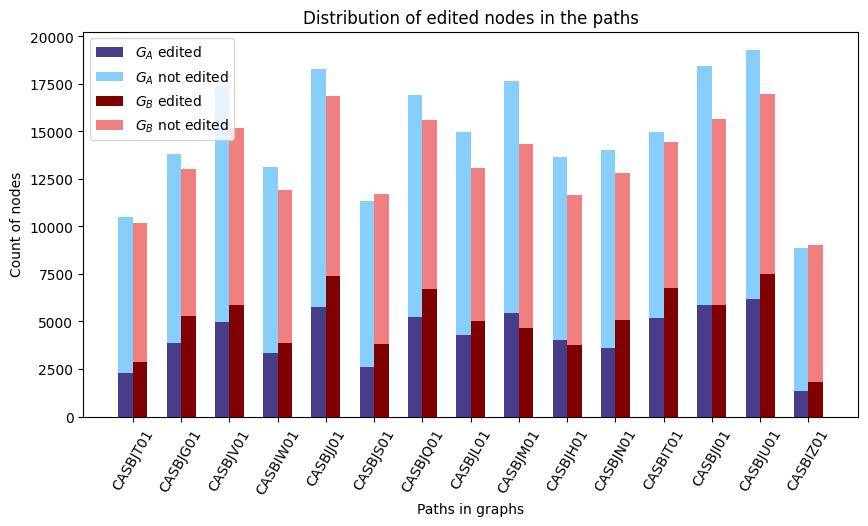 Distribution of edited nodes in the paths
20000
17500
15000
12500
10000
7500
5000
2500
0
Count of nodes
G_A edited
G_A not edited
G_B edited
G_B not edited
CASBJT01
CASBJG01
CASBJV01
CASBIW01
CASBJJ01
CASBJS01
CASBJQ01
CASBJL01
CASBJM01
CASBJH01
CASBJN01
CASBIT01
CASBJI01
CASBJU01
CASBIZ01
Paths in graphs